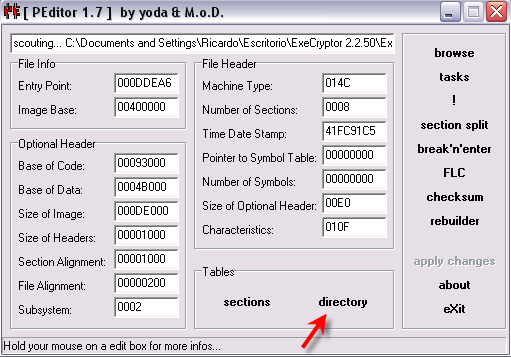 [ PEditor 1.7 ] by yoda & M.o.D.
scouting... C:\Documents and Settings\Ricardo\Escritorio\ExeCryptor 2.2.50\Ex
File Info
Entry Point: 000DDEA6
Image Base: 00400000
Optional Header
Base of Code: 00093000
Base of Data: 0004B000
Size of Image: 000DE000
Size of Headers: 00001000
Section Alignment: 00001000
File Alignment: 00000200
Subsystem: 0002
File Header
Machine Type: 014C
Number of Sections: 0008
Time Date Stamp: 41FC91C5
Pointer to Symbol Table: 00000000
Number of Symbols: 00000000
Size of Optional Header: 00E0
Characteristics: 010F
Tables
sections directory
browse
tasks
!
section split
break'n'enter
FLC
checksum
rebuilder
apply changes
about
eXit
Hold your mouse on a edit box for more infos...